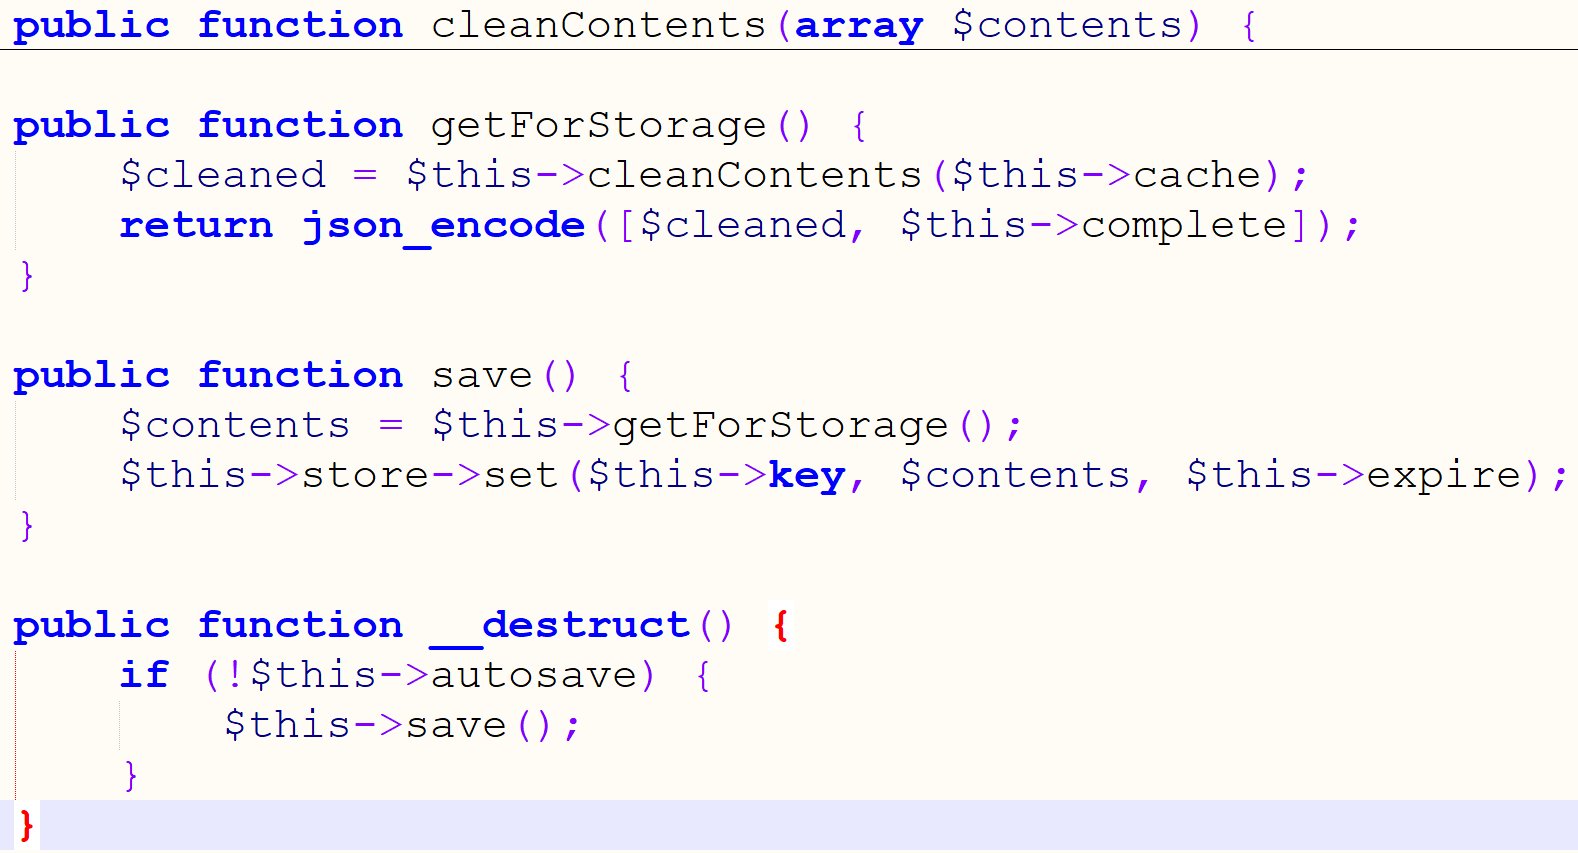 public function cleanContents(array $contents) {
public function getForStorage() {
$cleaned = $this->cleanContents($this->cache);
return json_encode([$cleaned, $this->complete]);
}
public function save() {
$contents = $this->getForStorage();
$this->store->set($this->key, $contents, $this->expire);
}
public function __destruct() {
if (!$this->autosave) {
$this->save();
}
}